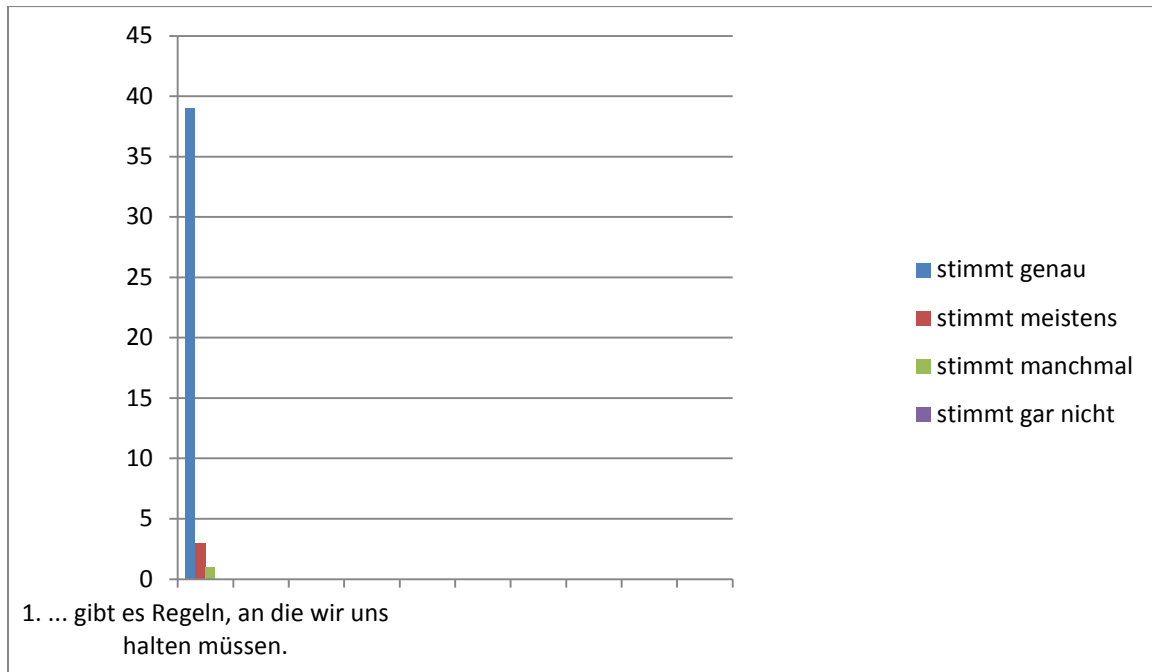 45
40
35
30
25
20
15
10
5
0
1. ... gibt es Regeln, an die wir uns
halten müssen.
stimmt genau
stimmt meistens
stimmt manchmal
stimmt gar nicht